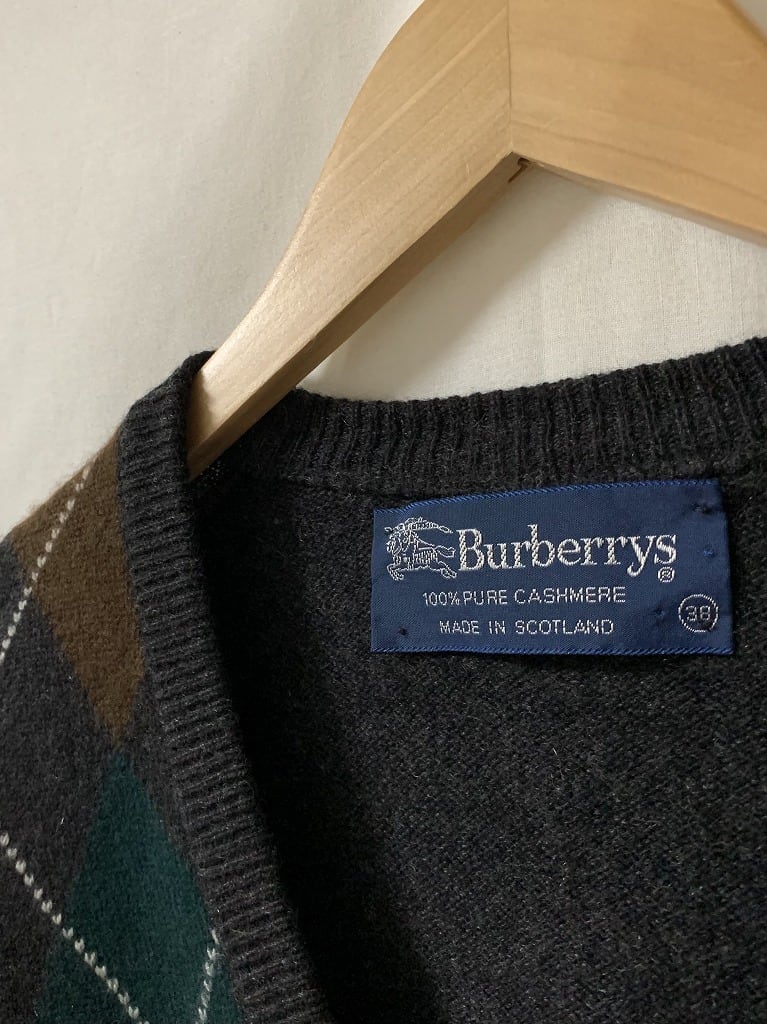 Burberrys®
100% PURE CASHMERE
MADE IN SCOTLAND
38